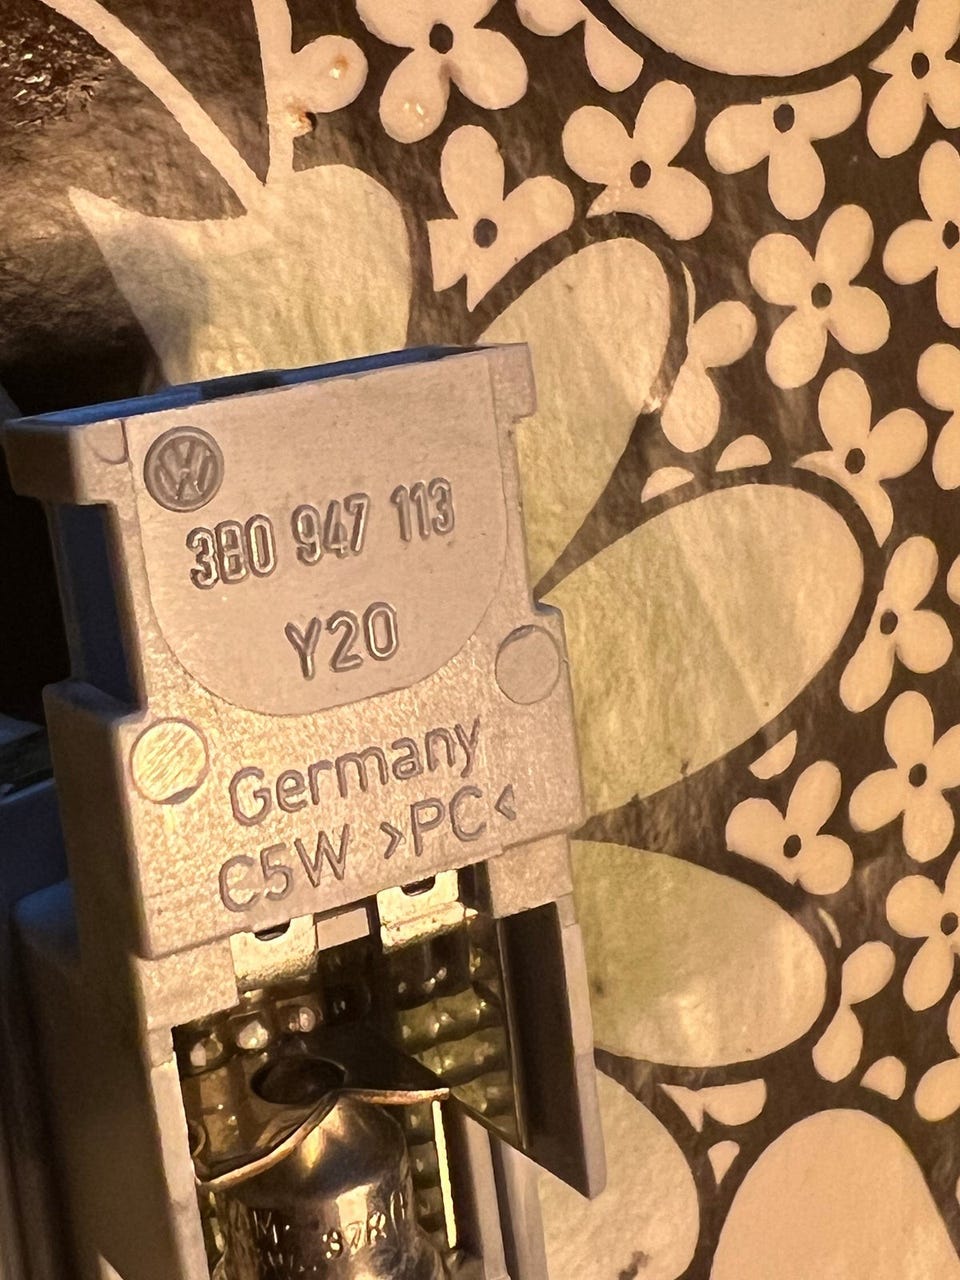 3B0 947 113
Y20
Germany
C5W >PC<